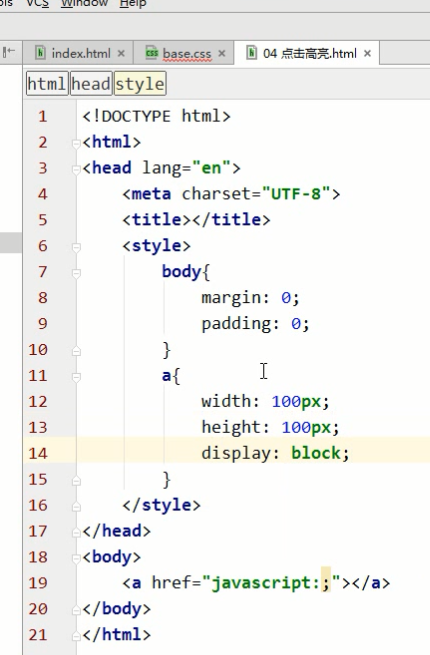 ols VCS Window Help
index.html × base.css × 04 点击高亮.html ×
html head style
1 <!DOCTYPE html>
2 <html>
3 <head lang="en">
4     <meta charset="UTF-8">
5     <title></title>
6     <style>
7         body{
8             margin: 0;
9             padding: 0;
10         }
11         a{
12             width: 100px;
13             height: 100px;
14             display: block;
15         }
16     </style>
17 </head>
18 <body>
19     <a href="javascript:;"></a>
20 </body>
21 </html>